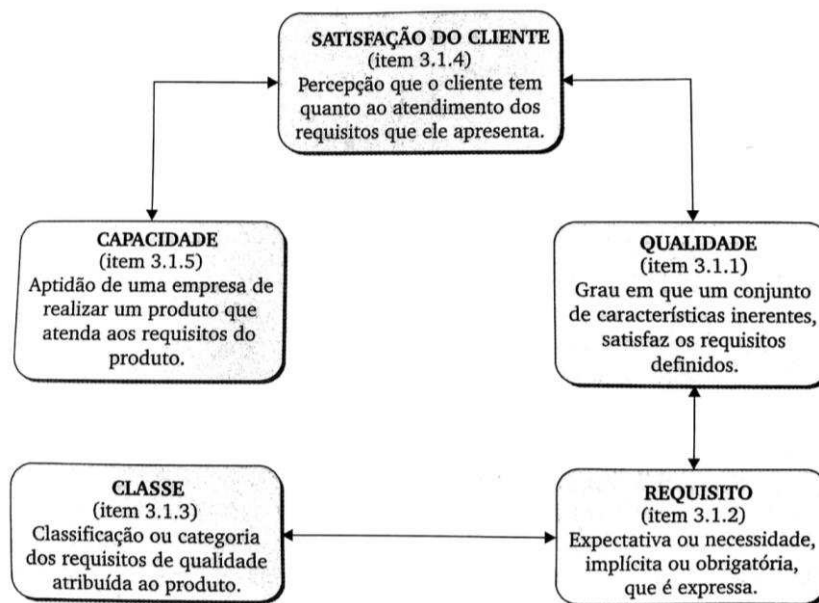 SATISFAÇÃO DO CLIENTE
(item 3.1.4)
Percepção que o cliente tem
quanto ao atendimento dos
requisitos que ele apresenta.
CAPACIDADE
(item 3.1.5)
Aptidão de uma empresa de
realizar um produto que
atenda aos requisitos do
produto.
QUALIDADE
(item 3.1.1)
Grau em que um conjunto
de características inerentes,
satisfaz os requisitos
definidos.
CLASSE
(item 3.1.3)
Classificação ou categoria
dos requisitos de qualidade
atribuída ao produto.
REQUISITO
(item 3.1.2)
Expectativa ou necessidade,
implícita ou obrigatória,
que é expressa.